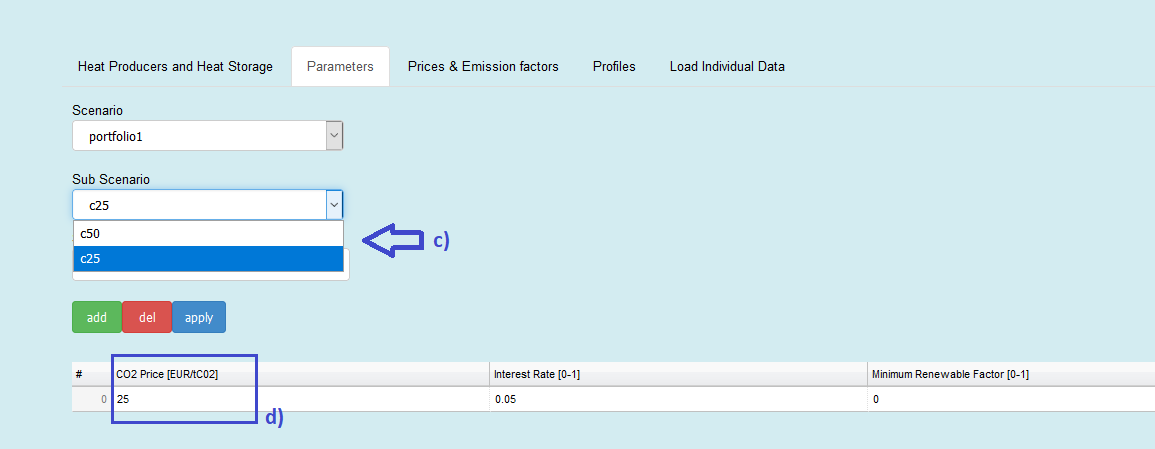 Heat Producers and Heat Storage Parameters Prices & Emission factors Profiles Load Individual Data
Scenario
portfolio1
Sub Scenario
c25
c50
c25
c)
add del apply
# CO2 Price [EUR/tC02] Interest Rate [0-1] Minimum Renewable Factor [0-1]
0 25 0.05 0
d)